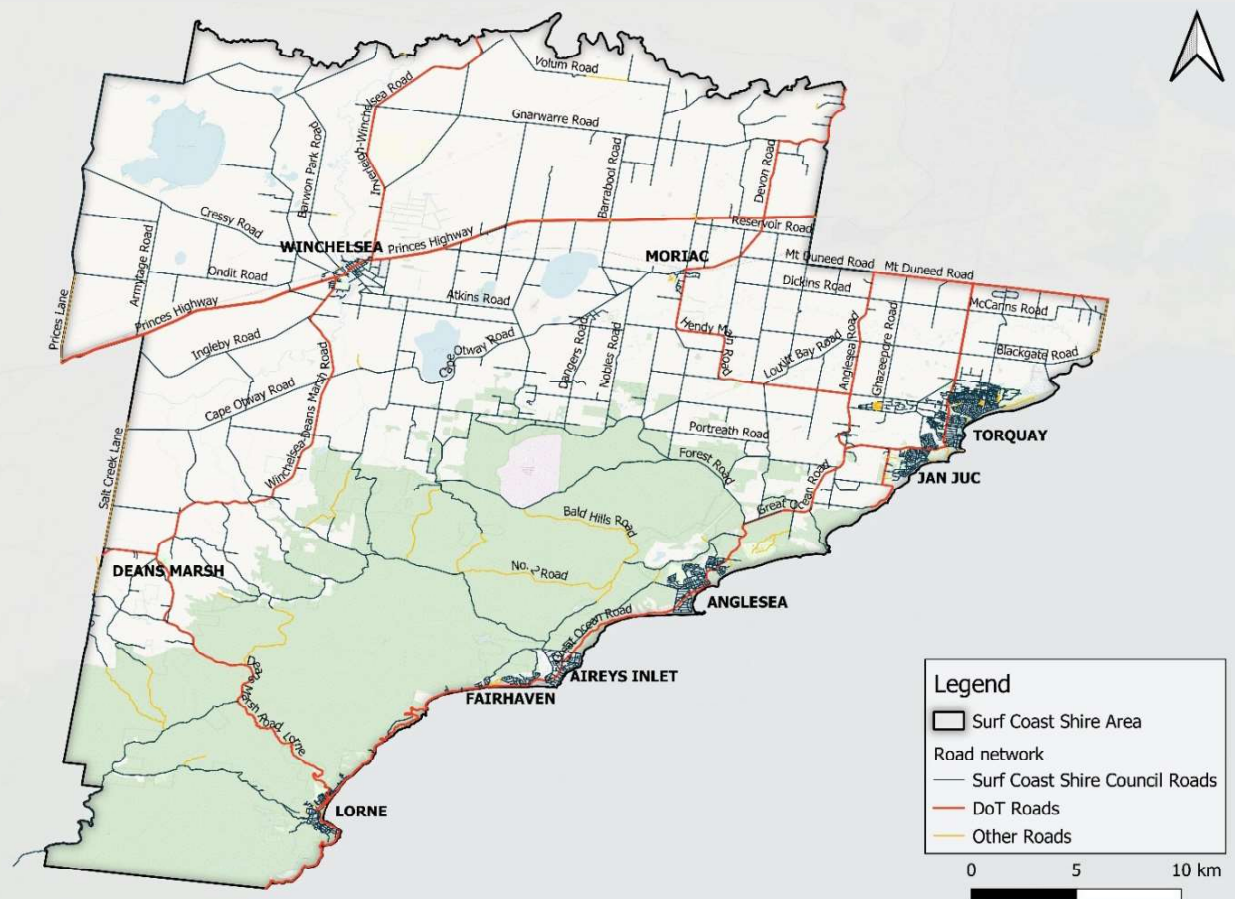 Volum Road
Inverleigh-Winchelsea Road
Gnarwarre Road
Barwon Park Road
Barrabool Road
Devon Road
Cressy Road
Reservoir Road
Armytage Road
WINCHELSEA
Princes Highway
MORIAC
Mt Duneed Road
Mt Duneed Road
Ondit Road
Dickins Road
Atkins Road
McCanns Road
Prices Lane
Princes Highway
Ingleby Road
Cape Otway Road
Dangers Road
Nobles Road
Hendy Main Road
Louttit Bay Road
Anglesea Road
Ghazeepore Road
Blackgate Road
Cape Otway Road
Winchelsea-Deans Marsh Road
Portreath Road
TORQUAY
Salt Creek Lane
Forest Road
JAN JUC
Great Ocean Road
Bald Hills Road
DEANS MARSH
No. 2 Road
ANGLESEA
Great Ocean Road
AIREYS INLET
FAIRHAVEN
Marsh Road, Lorne
LORNE
Legend
Surf Coast Shire Area
Road network
Surf Coast Shire Council Roads
DoT Roads
Other Roads
0 5 10 km